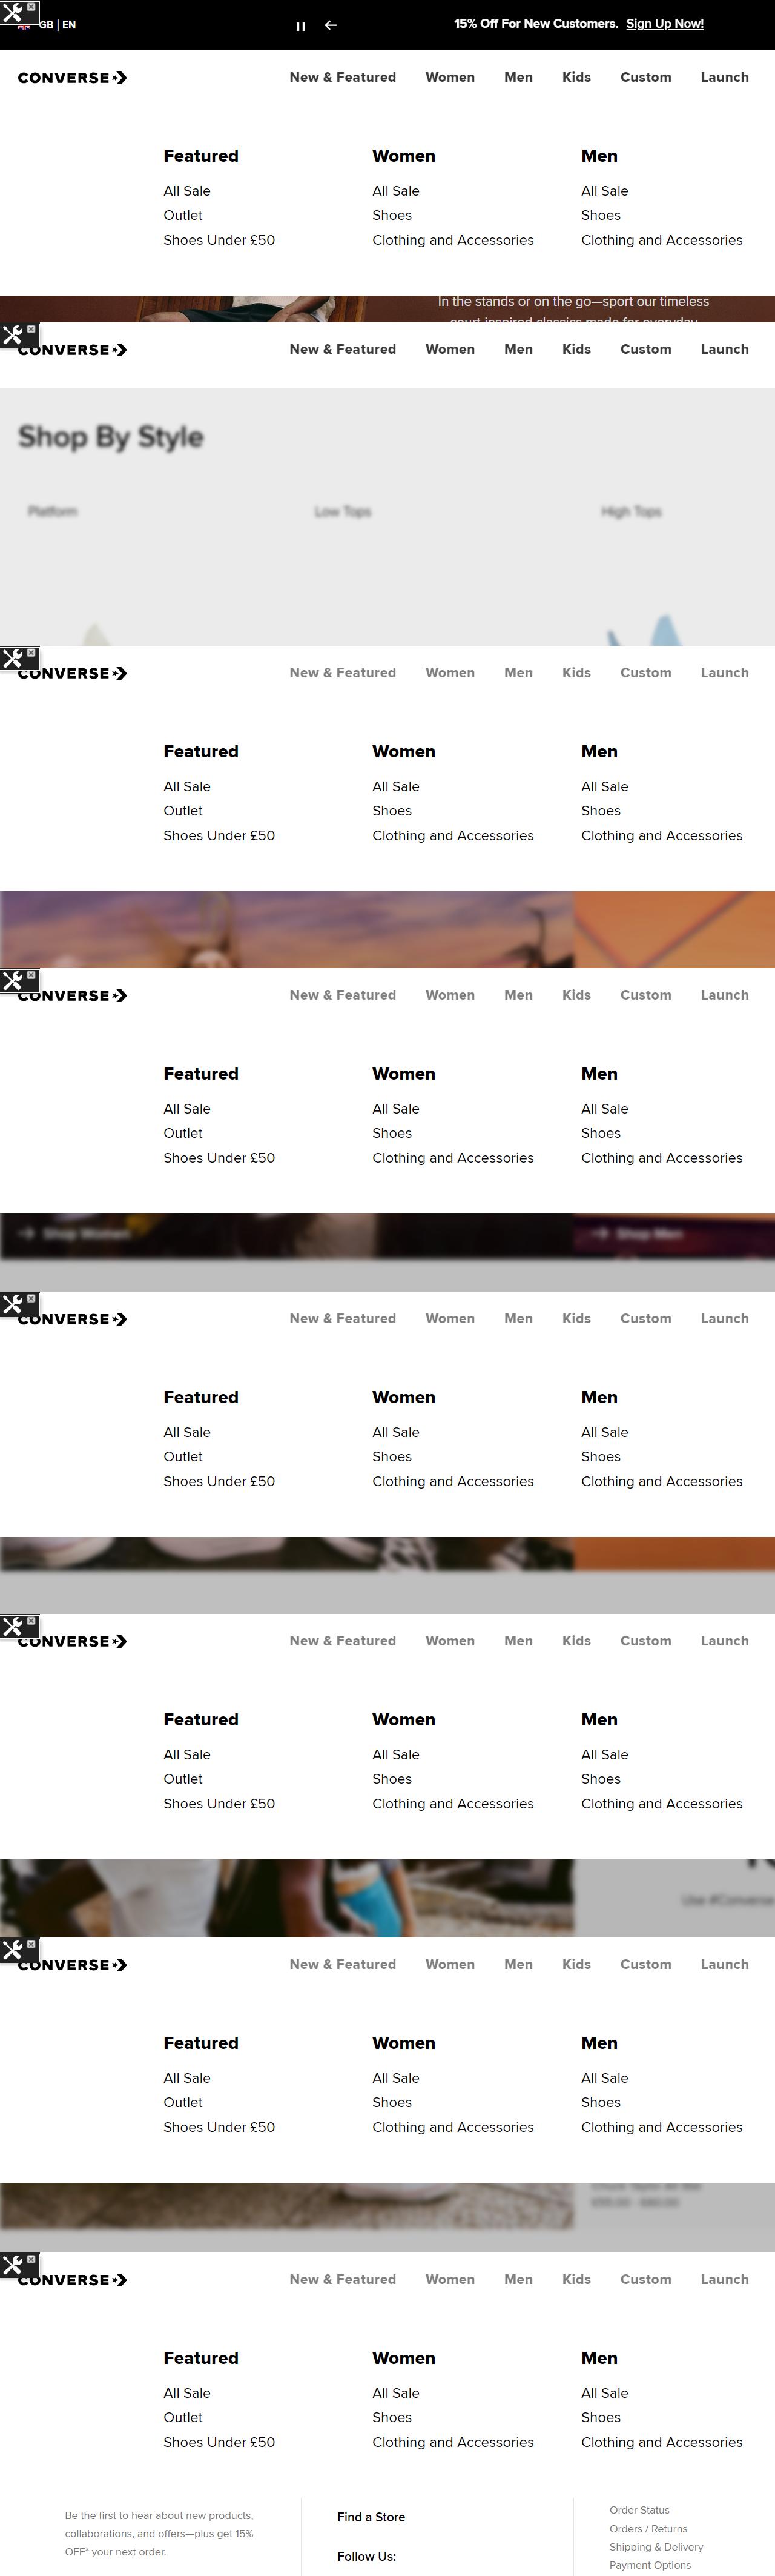 GB | EN
15% Off For New Customers. Sign Up Now!
CONVERSE
New & Featured Women Men Kids Custom Launch
Featured Women Men
All Sale All Sale All Sale
Outlet Shoes Shoes
Shoes Under £50 Clothing and Accessories Clothing and Accessories
In the stands or on the go—sport our timeless
court-inspired classics made for everyday
CONVERSE
New & Featured Women Men Kids Custom Launch
Shop By Style
Platform Low Tops High Tops
CONVERSE
New & Featured Women Men Kids Custom Launch
Featured Women Men
All Sale All Sale All Sale
Outlet Shoes Shoes
Shoes Under £50 Clothing and Accessories Clothing and Accessories
CONVERSE
New & Featured Women Men Kids Custom Launch
Featured Women Men
All Sale All Sale All Sale
Outlet Shoes Shoes
Shoes Under £50 Clothing and Accessories Clothing and Accessories
Shop Women Shop Men
CONVERSE
New & Featured Women Men Kids Custom Launch
Featured Women Men
All Sale All Sale All Sale
Outlet Shoes Shoes
Shoes Under £50 Clothing and Accessories Clothing and Accessories
CONVERSE
New & Featured Women Men Kids Custom Launch
Featured Women Men
All Sale All Sale All Sale
Outlet Shoes Shoes
Shoes Under £50 Clothing and Accessories Clothing and Accessories
Use #Converse
CONVERSE
New & Featured Women Men Kids Custom Launch
Featured Women Men
All Sale All Sale All Sale
Outlet Shoes Shoes
Shoes Under £50 Clothing and Accessories Clothing and Accessories
CONVERSE
New & Featured Women Men Kids Custom Launch
Featured Women Men
All Sale All Sale All Sale
Outlet Shoes Shoes
Shoes Under £50 Clothing and Accessories Clothing and Accessories
Be the first to hear about new products,
collaborations, and offers—plus get 15%
OFF* your next order.
Find a Store
Follow Us:
Order Status
Orders / Returns
Shipping & Delivery
Payment Options